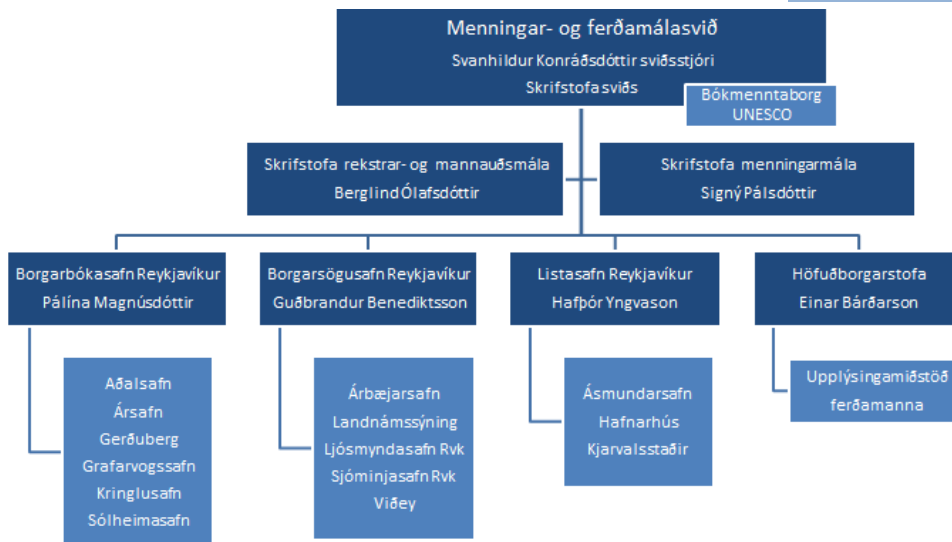 Menningar- og ferðamálasvið
Svanhildur Konráðsdóttir sviðsstjóri
Skrifstofa sviðs
Bókmenntaborg
UNESCO
Skrifstofa rekstrar- og mannauðsmála
Berglind Ólafsdóttir
Skrifstofa menningarmála
Signý Pálsdóttir
Borgarbókasafn Reykjavíkur
Pálína Magnúsdóttir
Borgarsögusafn Reykjavíkur
Guðbrandur Benediktsson
Listasafn Reykjavíkur
Hafþór Yngvason
Höfuðborgarstofa
Einar Bárðarson
Aðalsafn
Ársafn
Gerðuberg
Grafarvogssafn
Kringlusafn
Sólheimasafn
Árbæjarsafn
Landnámssýning
Ljósmyndasafn Rvk
Sjóminjasafn Rvk
Viðey
Ásmundarsafn
Hafnarhús
Kjarvalsstaðir
Upplýsingamiðstöð
ferðamanna